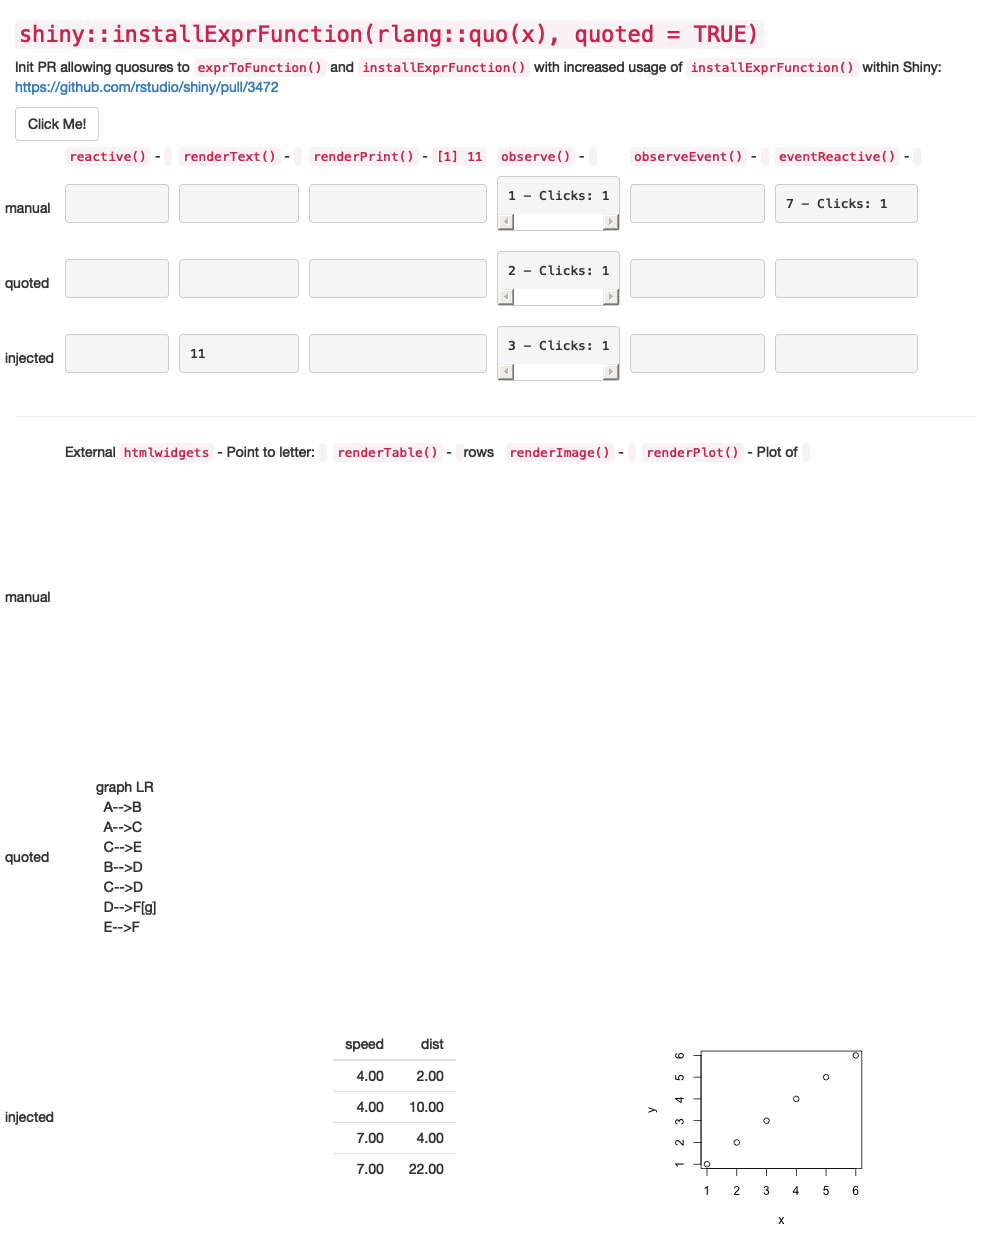 shiny::installExprFunction(rlang::quo(x), quoted = TRUE)
Init PR allowing quosures to exprToFunction() and installExprFunction() with increased usage of installExprFunction() within Shiny:
https://github.com/rstudio/shiny/pull/3472
Click Me!
reactive() - renderText() - renderPrint() - [1] 11 observe() - observeEvent() - eventReactive() -
manual 1 - Clicks: 1 7 - Clicks: 1
quoted 2 - Clicks: 1
injected 11 3 - Clicks: 1
External htmlwidgets - Point to letter: renderTable() - rows renderImage() - renderPlot() - Plot of
manual
graph LR
A-->B
A-->C
C-->E
quoted
B-->D
C-->D
D-->F[g]
E-->F
injected
speed dist
4.00 2.00
4.00 10.00
7.00 4.00
7.00 22.00
y
6
5
4
3
2
1
1 2 3 4 5 6
x